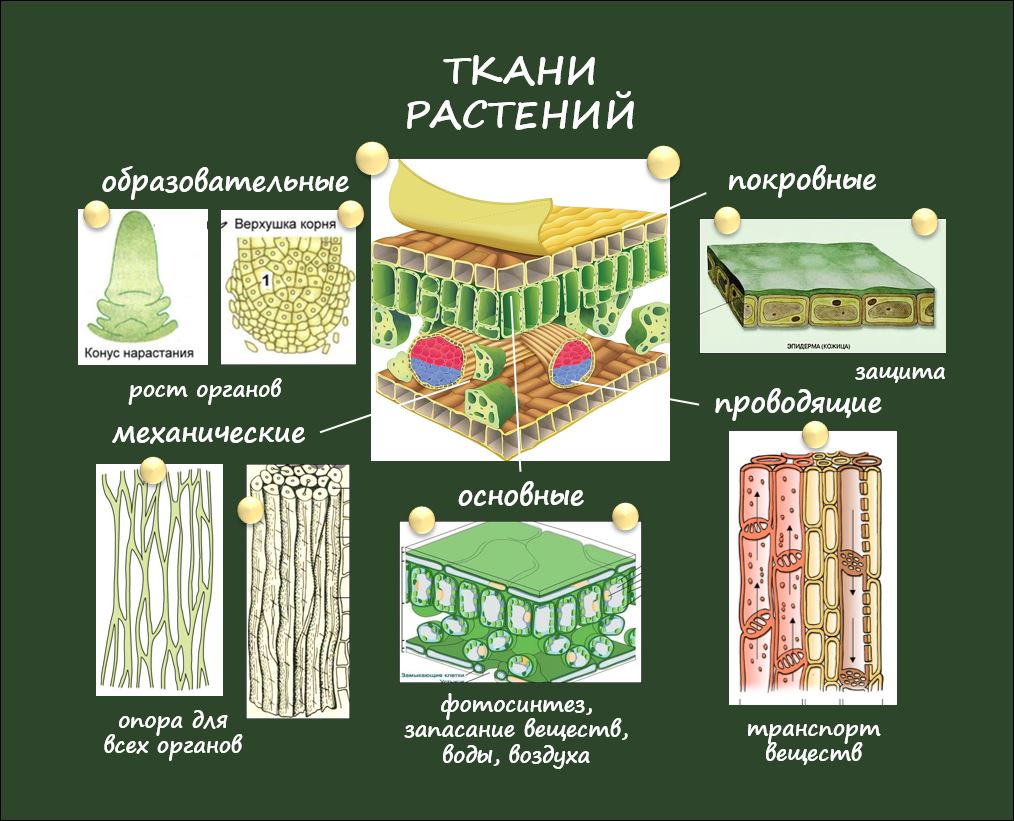 ТКАНИ
РАСТЕНИЙ
образовательные
Верхушка корня
1
Конус нарастания
рост органов
покровные
ЭПИДЕРМА (КОЖИЦА)
защита
механические
опора для
всех органов
основные
Замыкающие клетки
Устьице
фотосинтез,
запасание веществ,
воды, воздуха
проводящие
транспорт
веществ